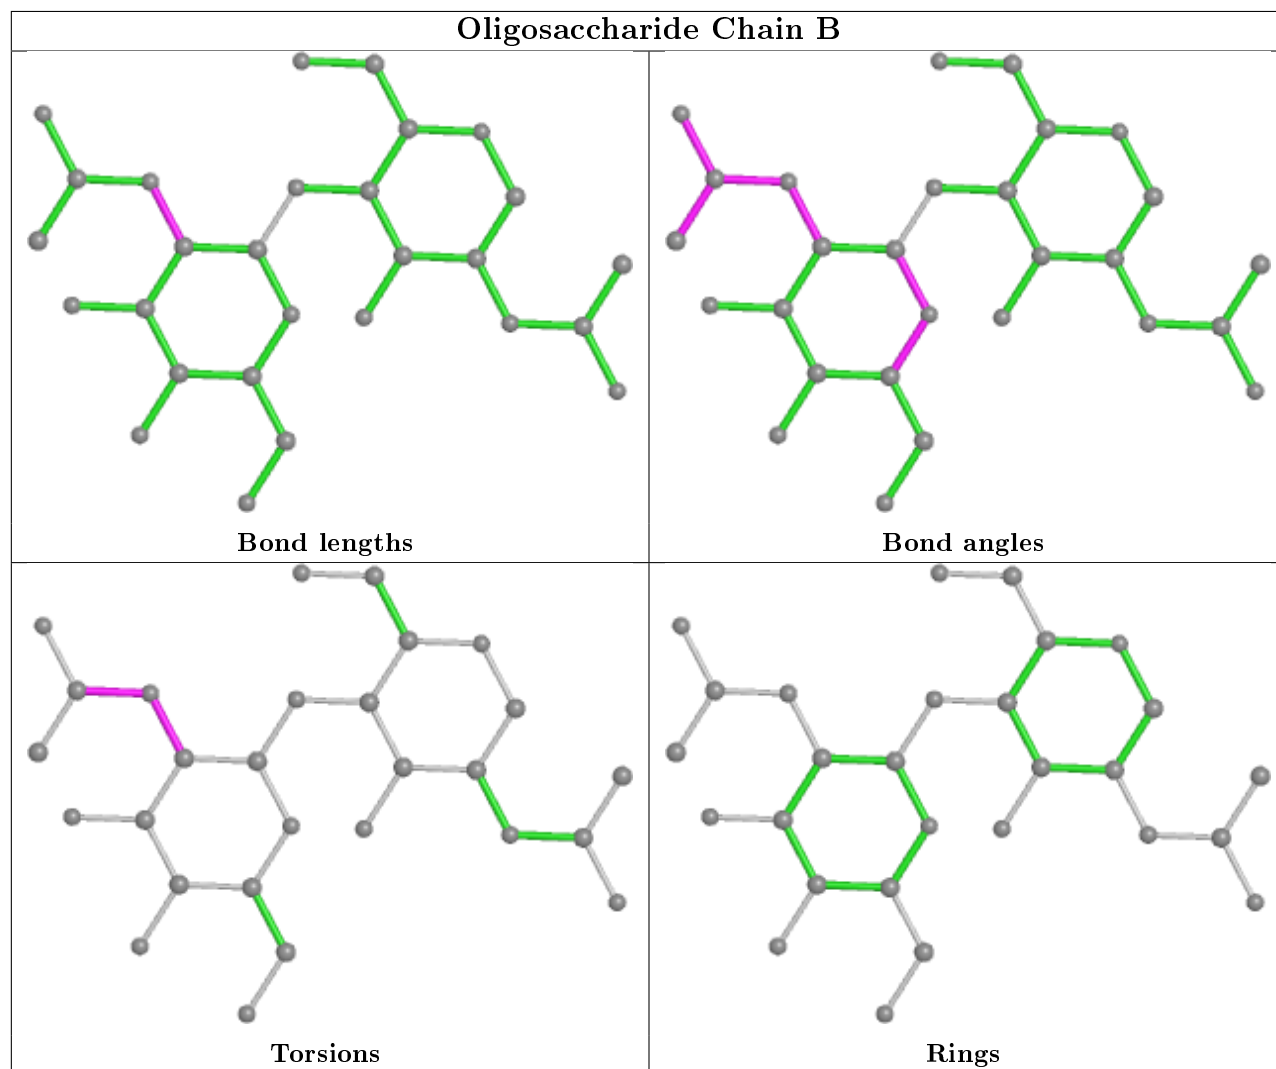 Oligosaccharide Chain B
Bond lengths
Bond angles
Torsions
Rings